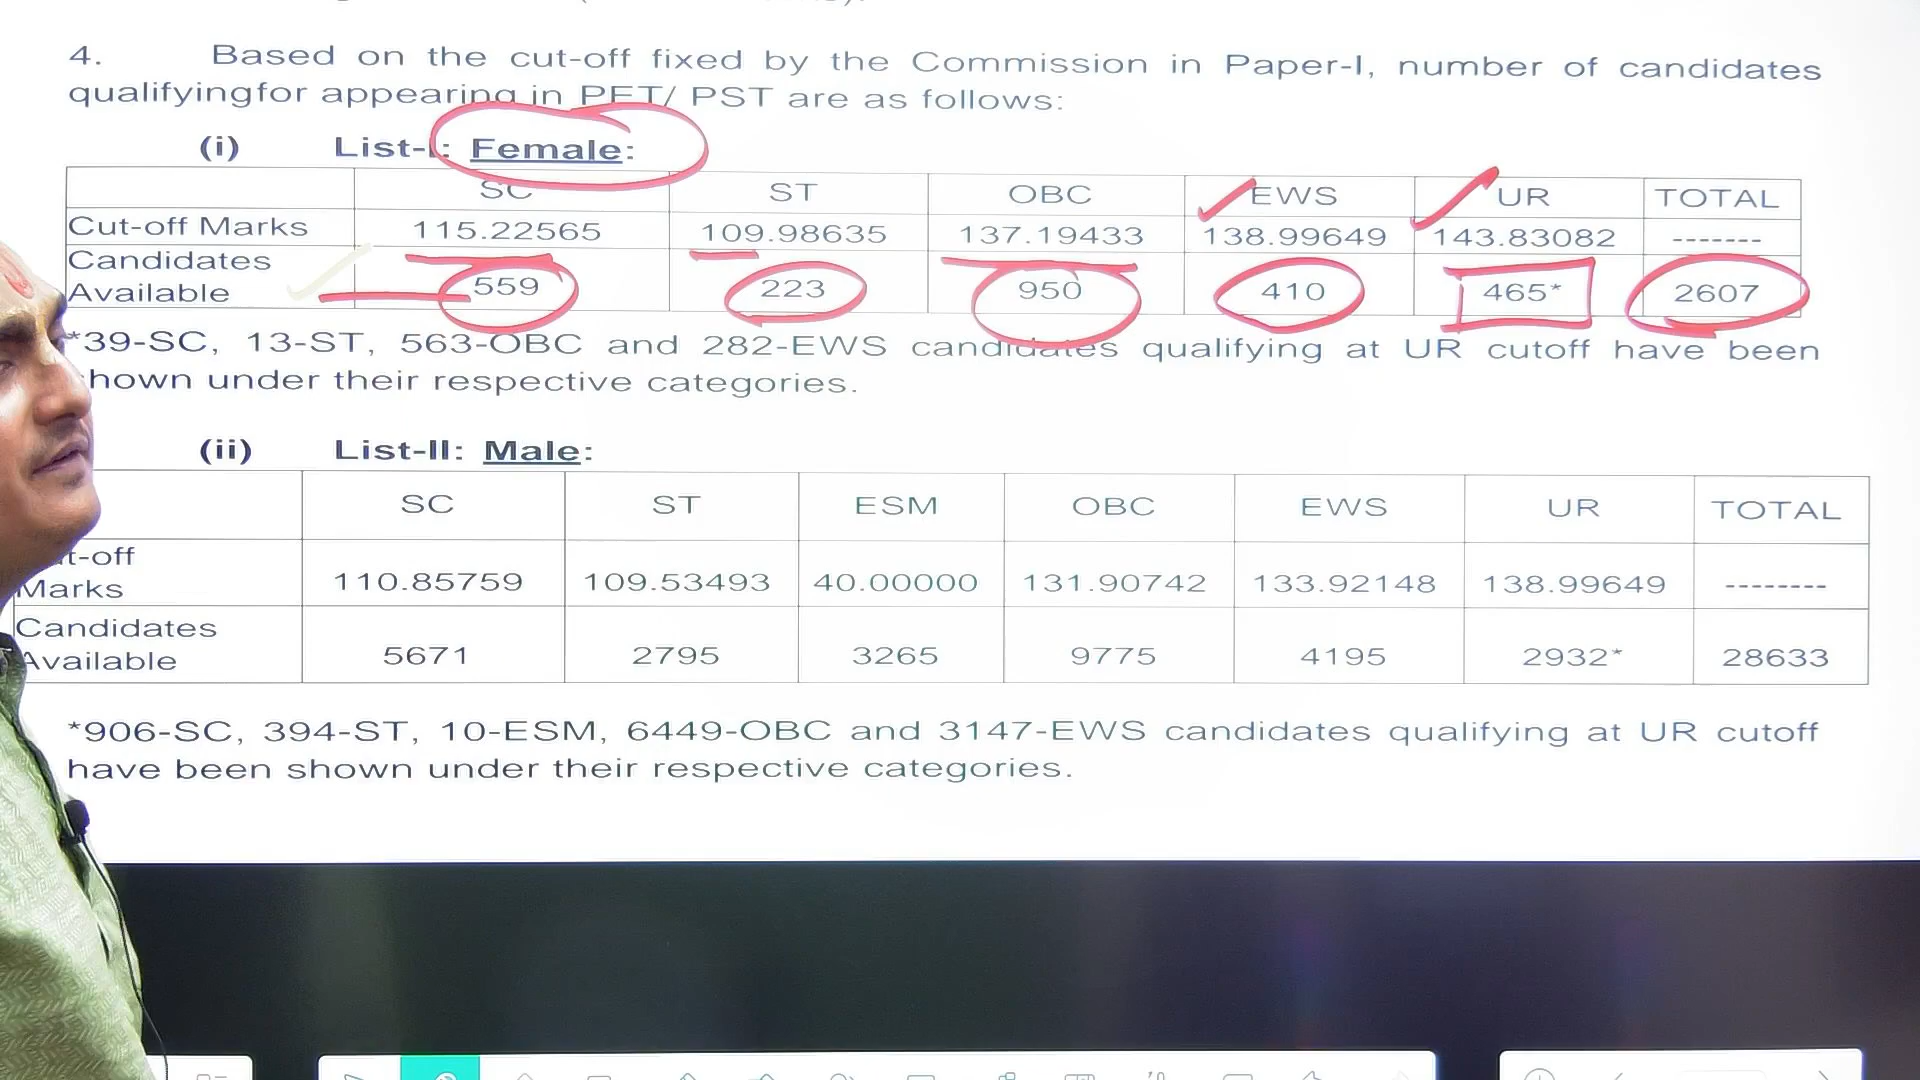 4. Based on the cut-off fixed by the Commission in Paper-I, number of candidates
qualifyingfor appearing in PET/ PST are as follows:
(i) List-I: Female:
SC ST OBC EWS UR TOTAL
Cut-off Marks 115.22565 109.98635 137.19433 138.99649 143.83082 -------
Candidates
Available 559 223 950 410 465* 2607
*39-SC, 13-ST, 563-OBC and 282-EWS candidates qualifying at UR cutoff have been
hown under their respective categories.
(ii) List-II: Male:
SC ST ESM OBC EWS UR TOTAL
t-off
Marks 110.85759 109.53493 40.00000 131.90742 133.92148 138.99649 --------
Candidates
Available 5671 2795 3265 9775 4195 2932* 28633
*906-SC, 394-ST, 10-ESM, 6449-OBC and 3147-EWS candidates qualifying at UR cutoff
have been shown under their respective categories.